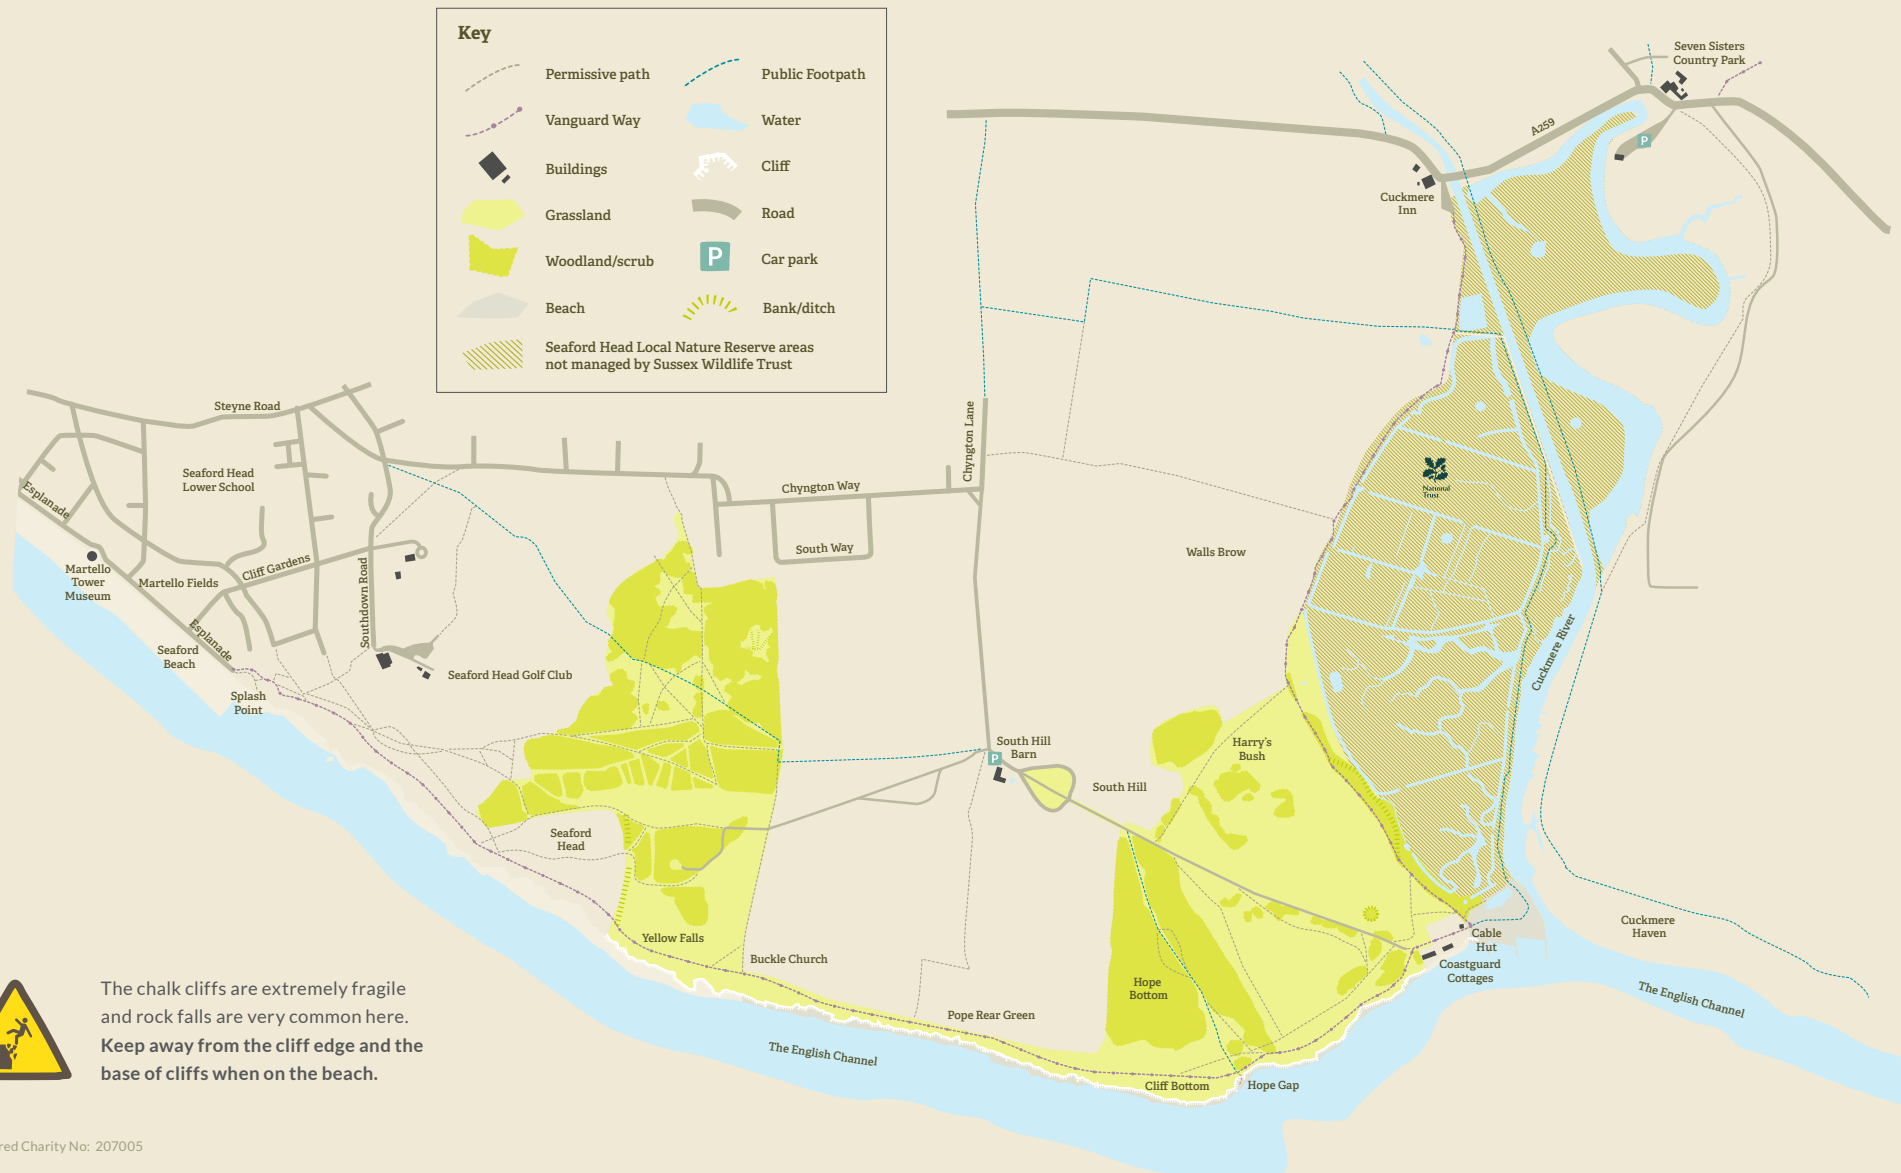 Key
Permissive path
Public Footpath
Vanguard Way
Water
Buildings
Cliff
Grassland
Road
Woodland/scrub
P
Car park
Beach
Bank/ditch
Seaford Head Local Nature Reserve areas
not managed by Sussex Wildlife Trust
Seven Sisters
Country Park
A259
P
Cuckmere
Inn
Steyne Road
Seaford Head
Lower School
Esplanade
Martello
Tower
Museum
Martello Fields
Cliff Gardens
Southdown Road
Esplanade
Seaford
Beach
Splash
Point
Seaford Head Golf Club
Chyngton Lane
Chyngton Way
South Way
National
Trust
Walls Brow
Cuckmere River
South Hill
Barn
P
South Hill
Harry's
Bush
Seaford
Head
Yellow Falls
Buckle Church
Hope
Bottom
Pope Rear Green
Cliff Bottom
Hope Gap
Cable
Hut
Coastguard
Cottages
Cuckmere
Haven
The English Channel
The English Channel
The chalk cliffs are extremely fragile
and rock falls are very common here.
Keep away from the cliff edge and the
base of cliffs when on the beach.
red Charity No: 207005